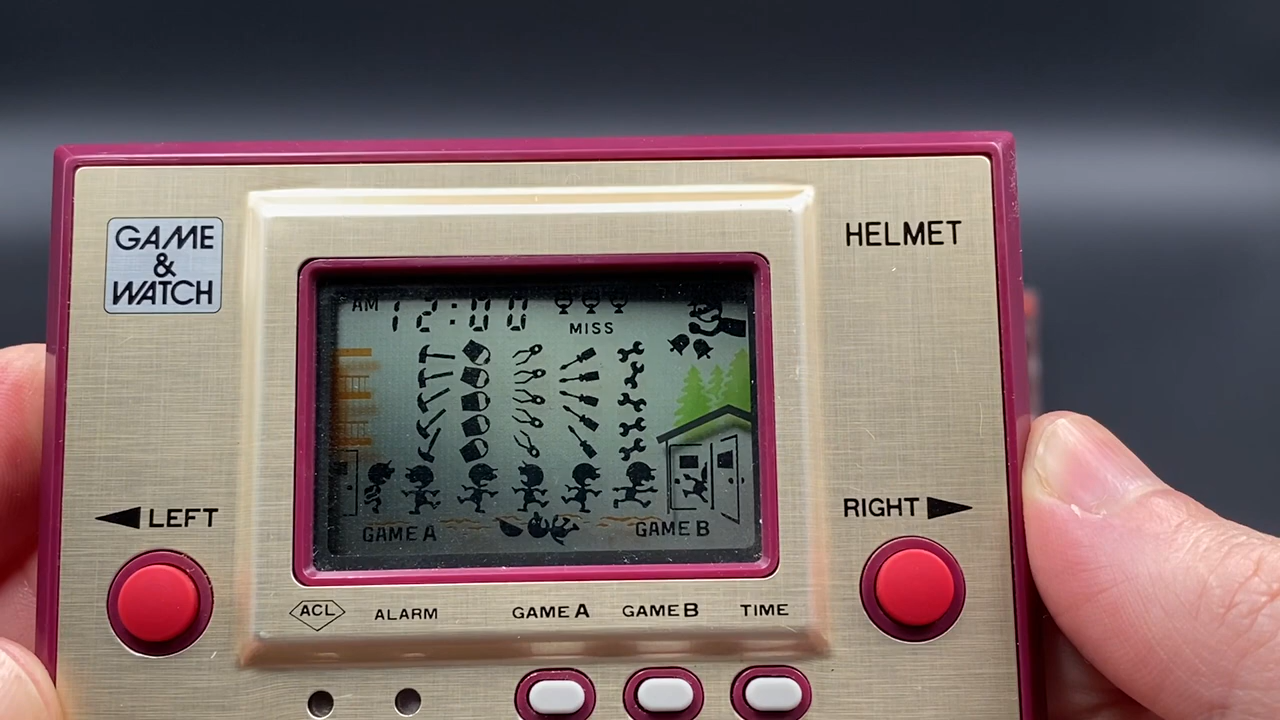 GAME
&
WATCH
HELMET
AM 12:00
MISS
GAME A
GAME B
◀ LEFT
RIGHT ▶
ACL
ALARM
GAME A
GAME B
TIME